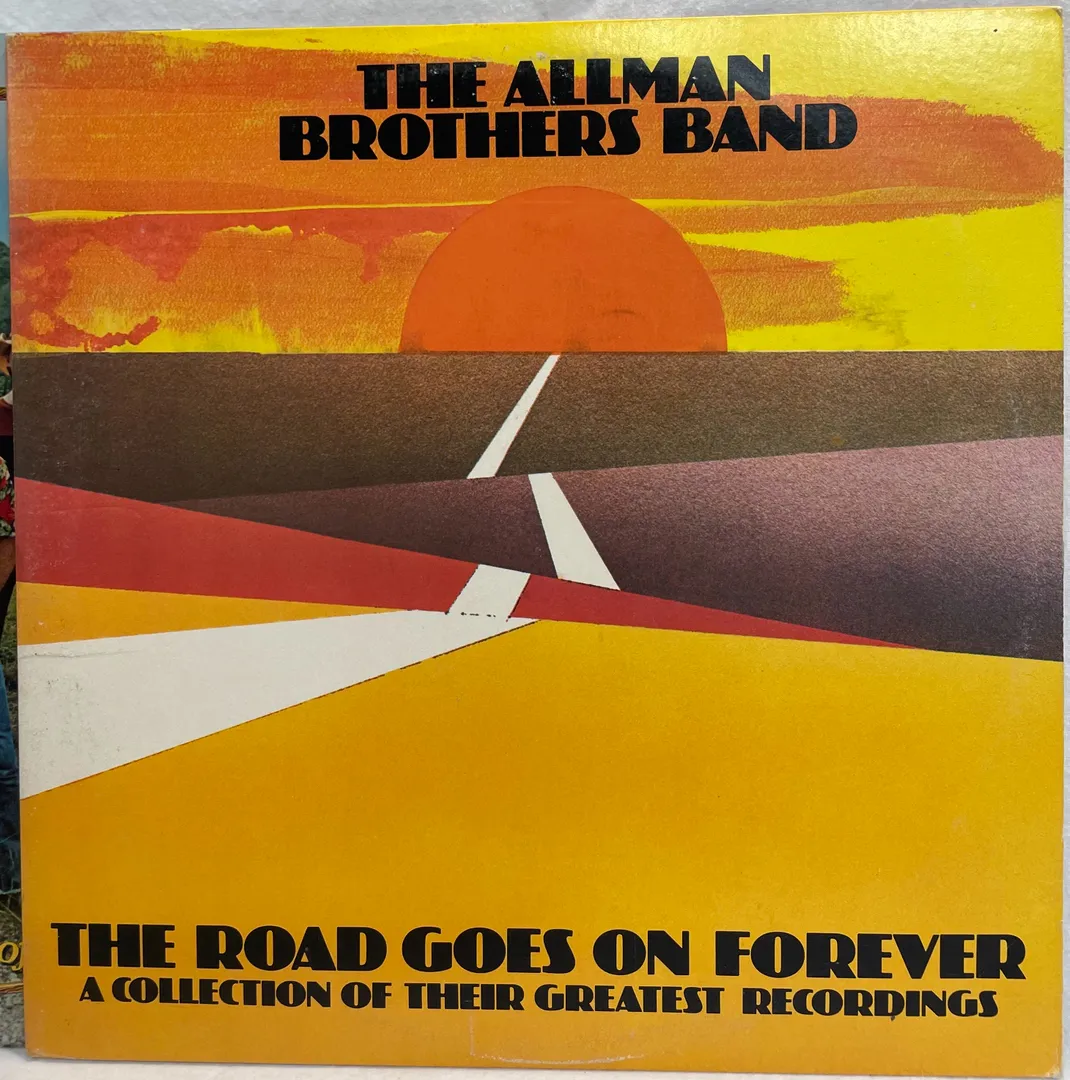 THE ALLMAN
BROTHERS BAND
THE ROAD GOES ON FOREVER
A COLLECTION OF THEIR GREATEST RECORDINGS